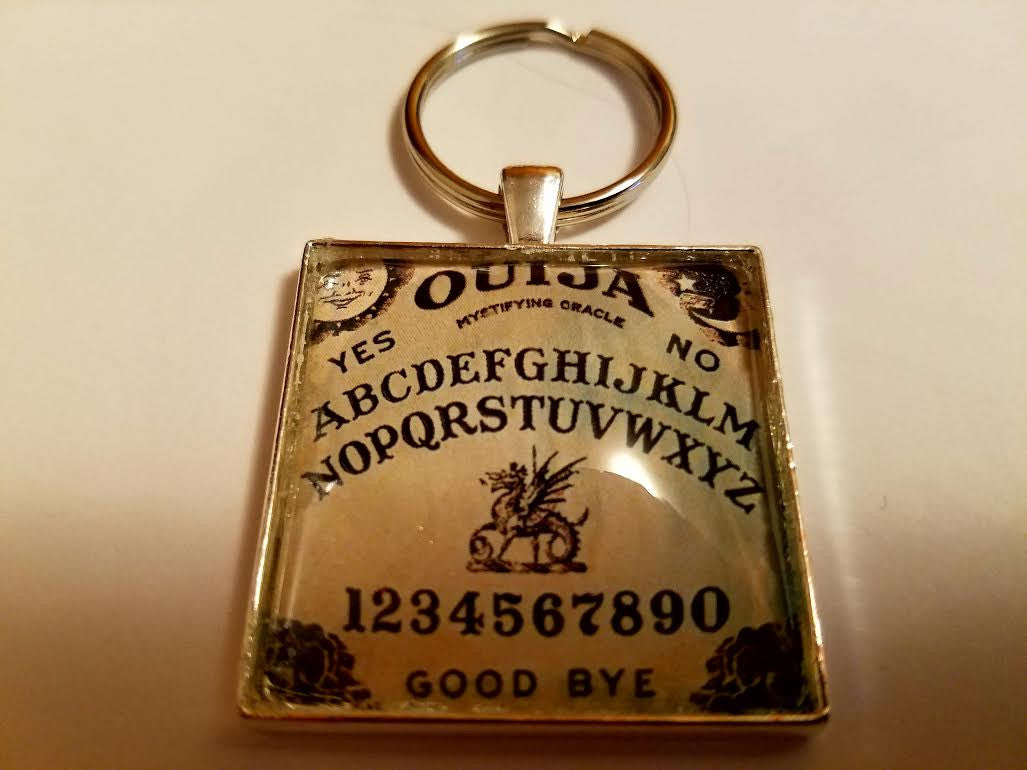 OUIJA
MYSTIFYING ORACLE
YES NO
ABCDEFGHIJKLM
NOPQRSTUVWXYZ
1234567890
GOOD BYE